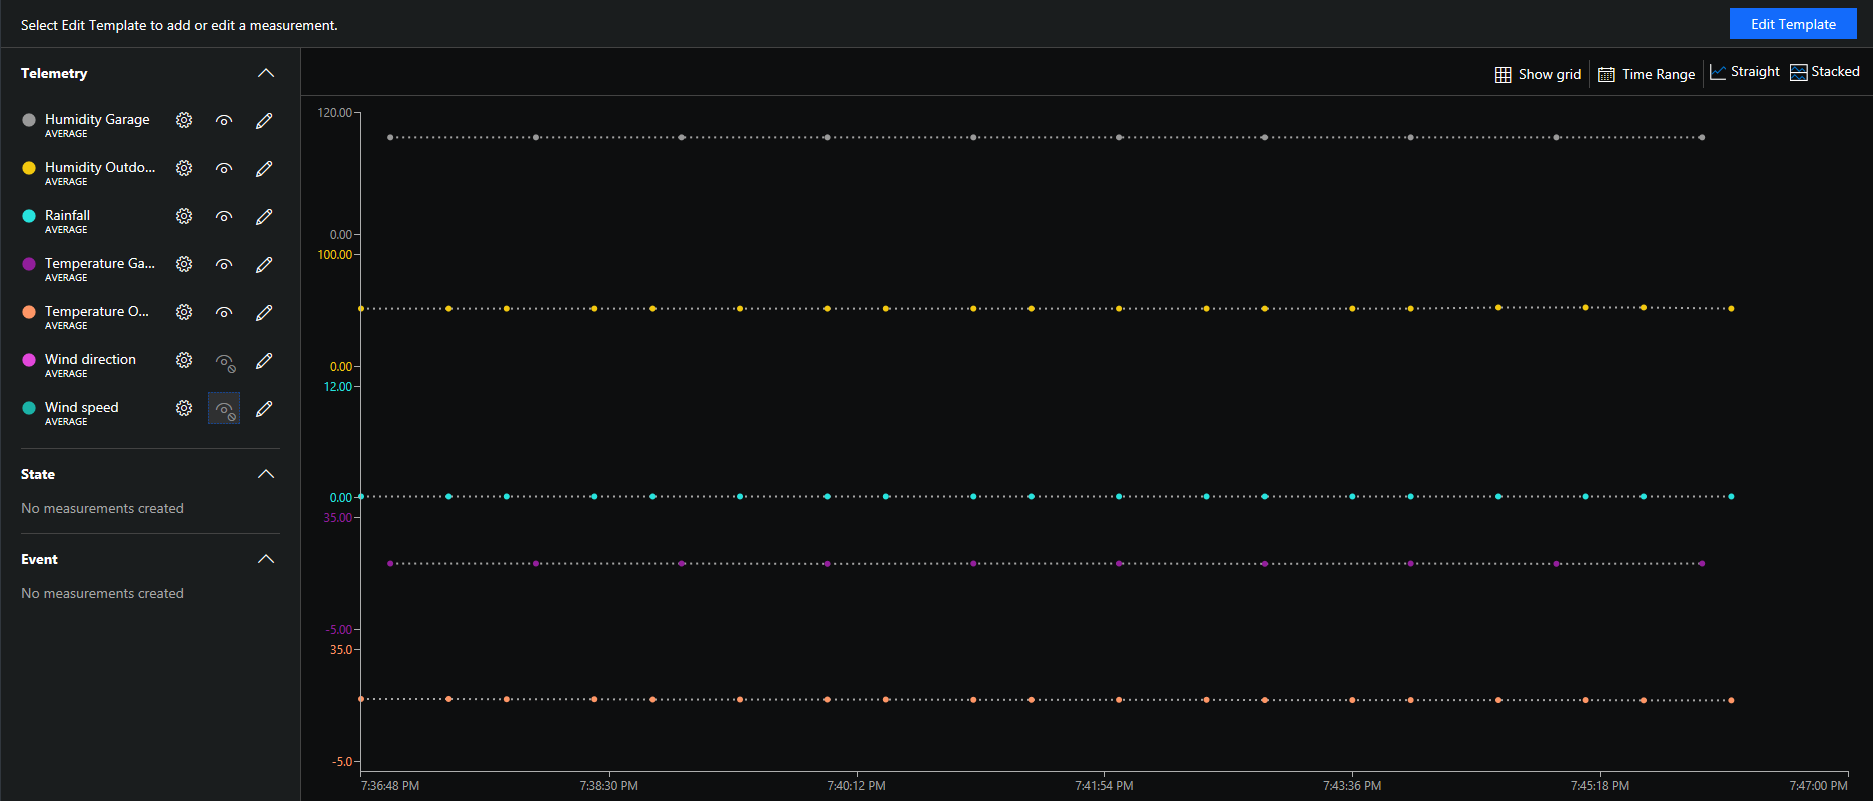 Select Edit Template to add or edit a measurement.
Edit Template
Telemetry
Show grid
Time Range
Straight
Stacked
Humidity Garage
AVERAGE
Humidity Outdo...
AVERAGE
Rainfall
AVERAGE
Temperature Ga...
AVERAGE
Temperature O...
AVERAGE
Wind direction
AVERAGE
Wind speed
AVERAGE
State
No measurements created
Event
No measurements created
120.00
0.00
100.00
0.00
12.00
0.00
35.00
-5.00
35.0
-5.0
7:36:48 PM
7:38:30 PM
7:40:12 PM
7:41:54 PM
7:43:36 PM
7:45:18 PM
7:47:00 PM